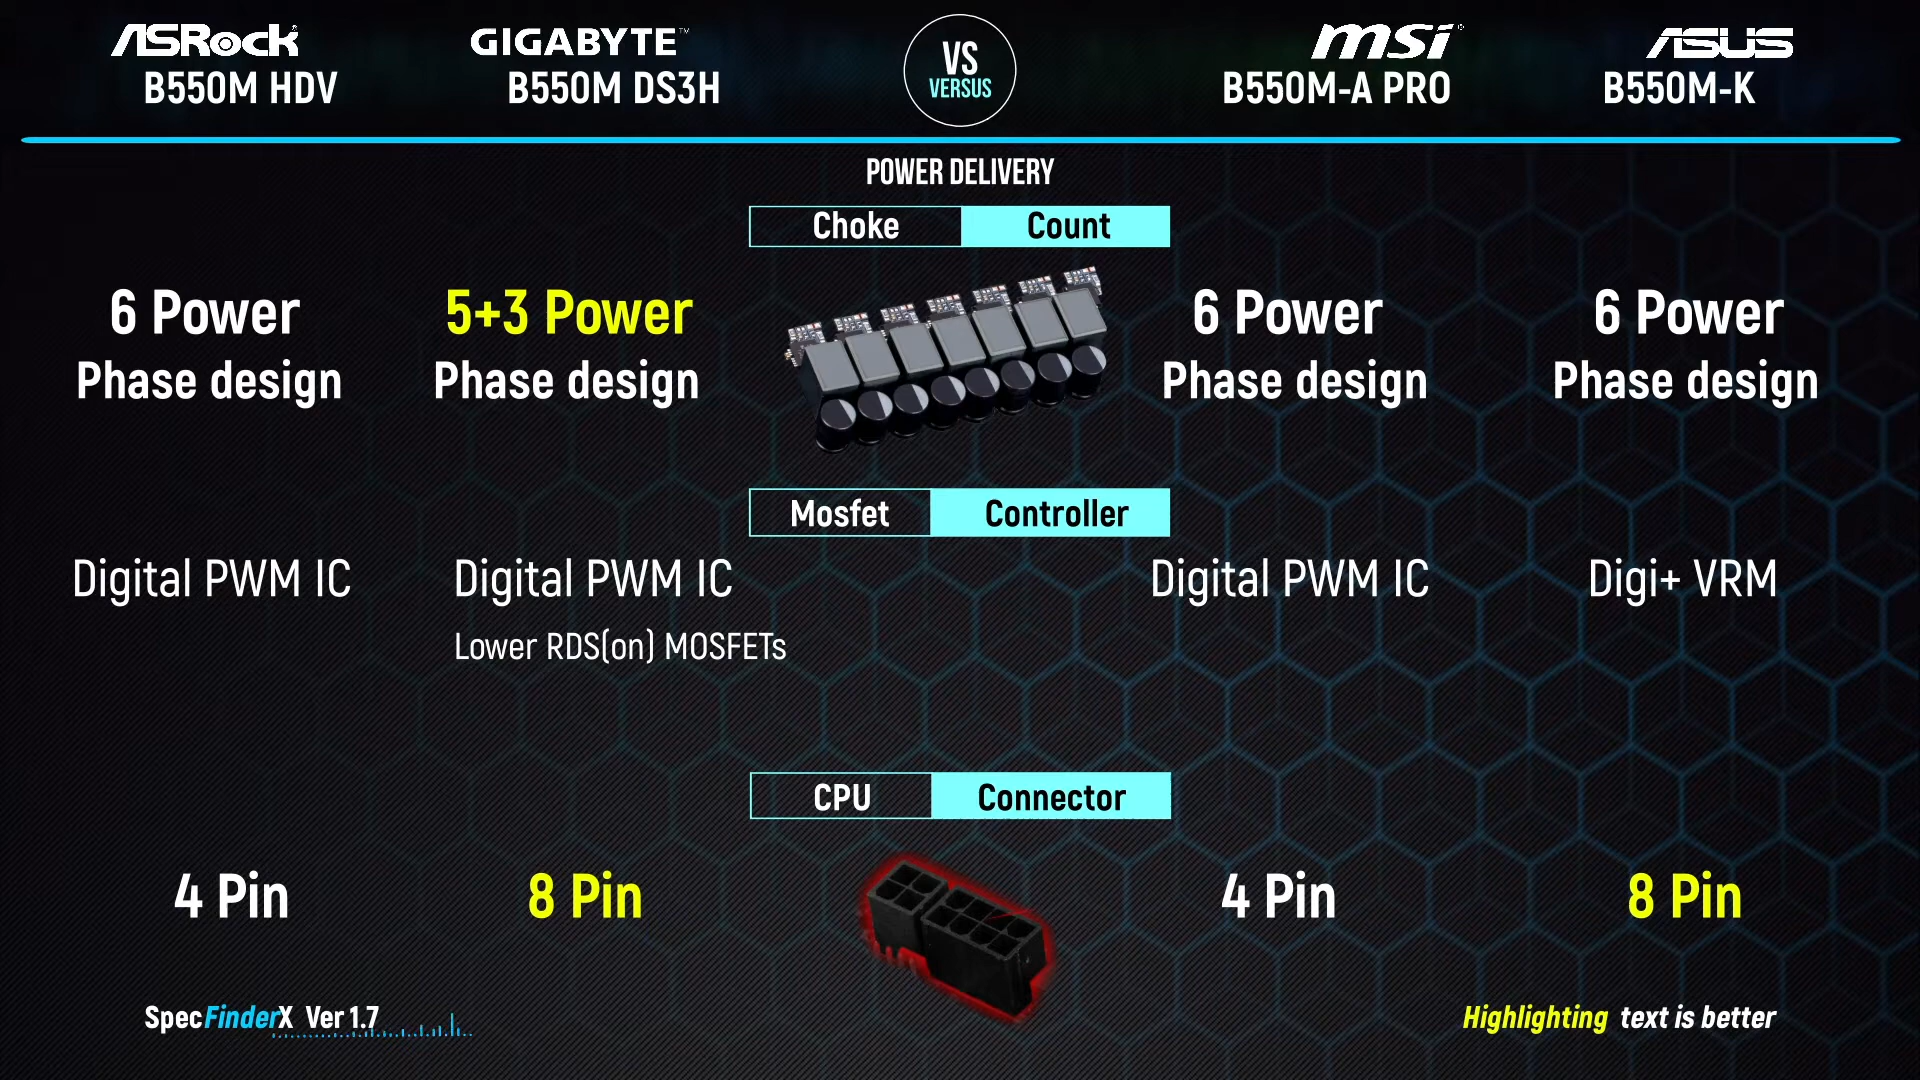 ASRock
B550M HDV
GIGABYTE™
B550M DS3H
VS
VERSUS
msi
B550M-A PRO
ASUS
B550M-K
POWER DELIVERY
Choke Count
6 Power
Phase design
5+3 Power
Phase design
6 Power
Phase design
6 Power
Phase design
Mosfet Controller
Digital PWM IC
Digital PWM IC
Lower RDS(on) MOSFETs
Digital PWM IC
Digi+ VRM
CPU Connector
4 Pin
8 Pin
4 Pin
8 Pin
SpecFinderX Ver 1.7
Highlighting text is better